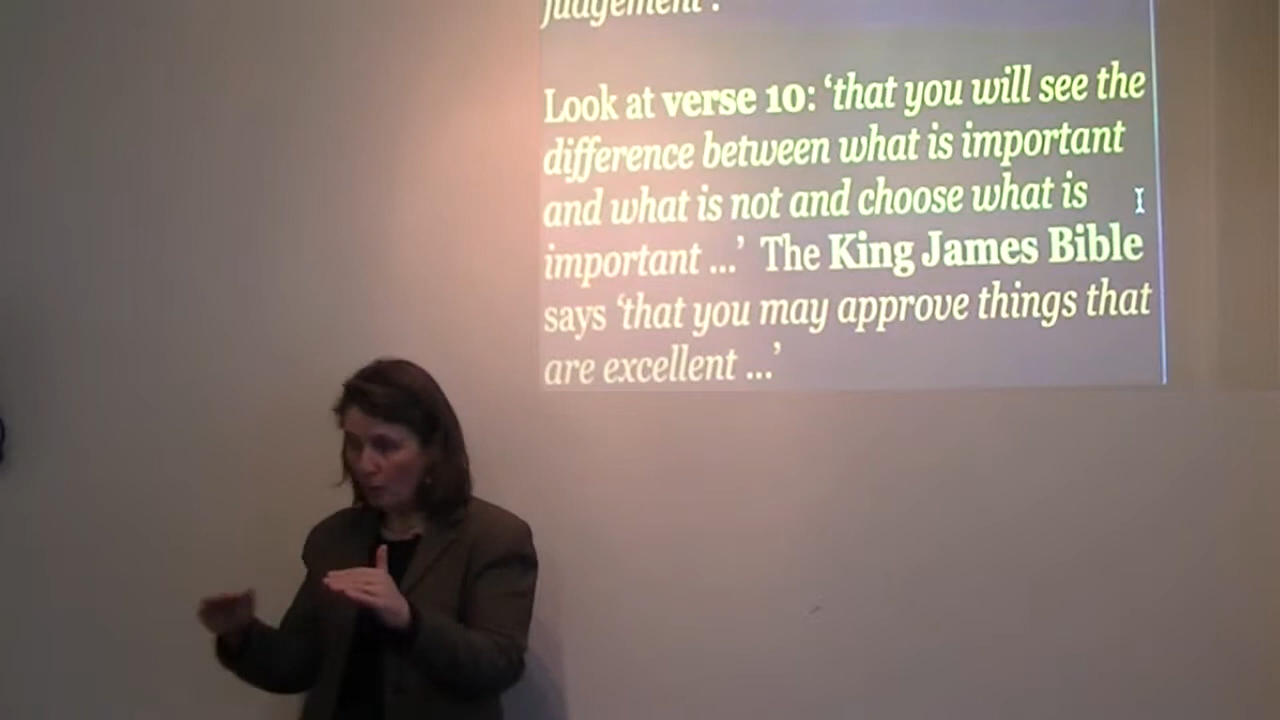 judgement'.
Look at verse 10: 'that you will see the
difference between what is important
and what is not and choose what is
important ...' The King James Bible
says 'that you may approve things that
are excellent ...'